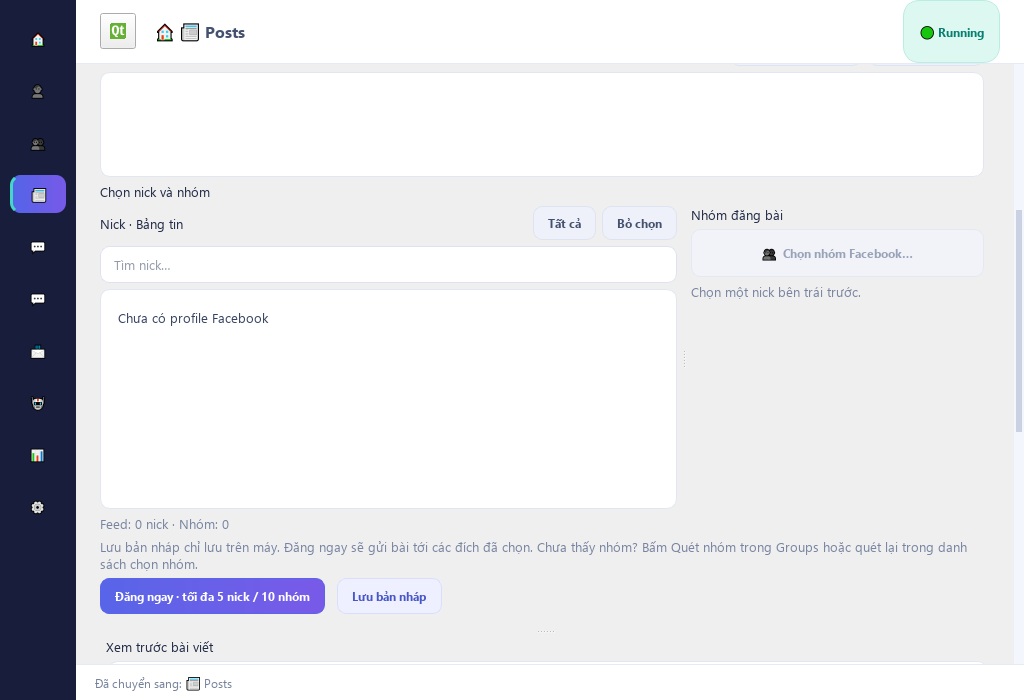 Qt
Posts
Running
Chọn nick và nhóm
Nick · Bảng tin
Tất cả
Bỏ chọn
Nhóm đăng bài
Tìm nick...
Chọn nhóm Facebook...
Chọn một nick bên trái trước.
Chưa có profile Facebook
Feed: 0 nick · Nhóm: 0
Lưu bản nháp chỉ lưu trên máy. Đăng ngay sẽ gửi bài tới các đích đã chọn. Chưa thấy nhóm? Bấm Quét nhóm trong Groups hoặc quét lại trong danh
sách chọn nhóm.
Đăng ngay · tối đa 5 nick / 10 nhóm
Lưu bản nháp
Xem trước bài viết
Đã chuyển sang: Posts